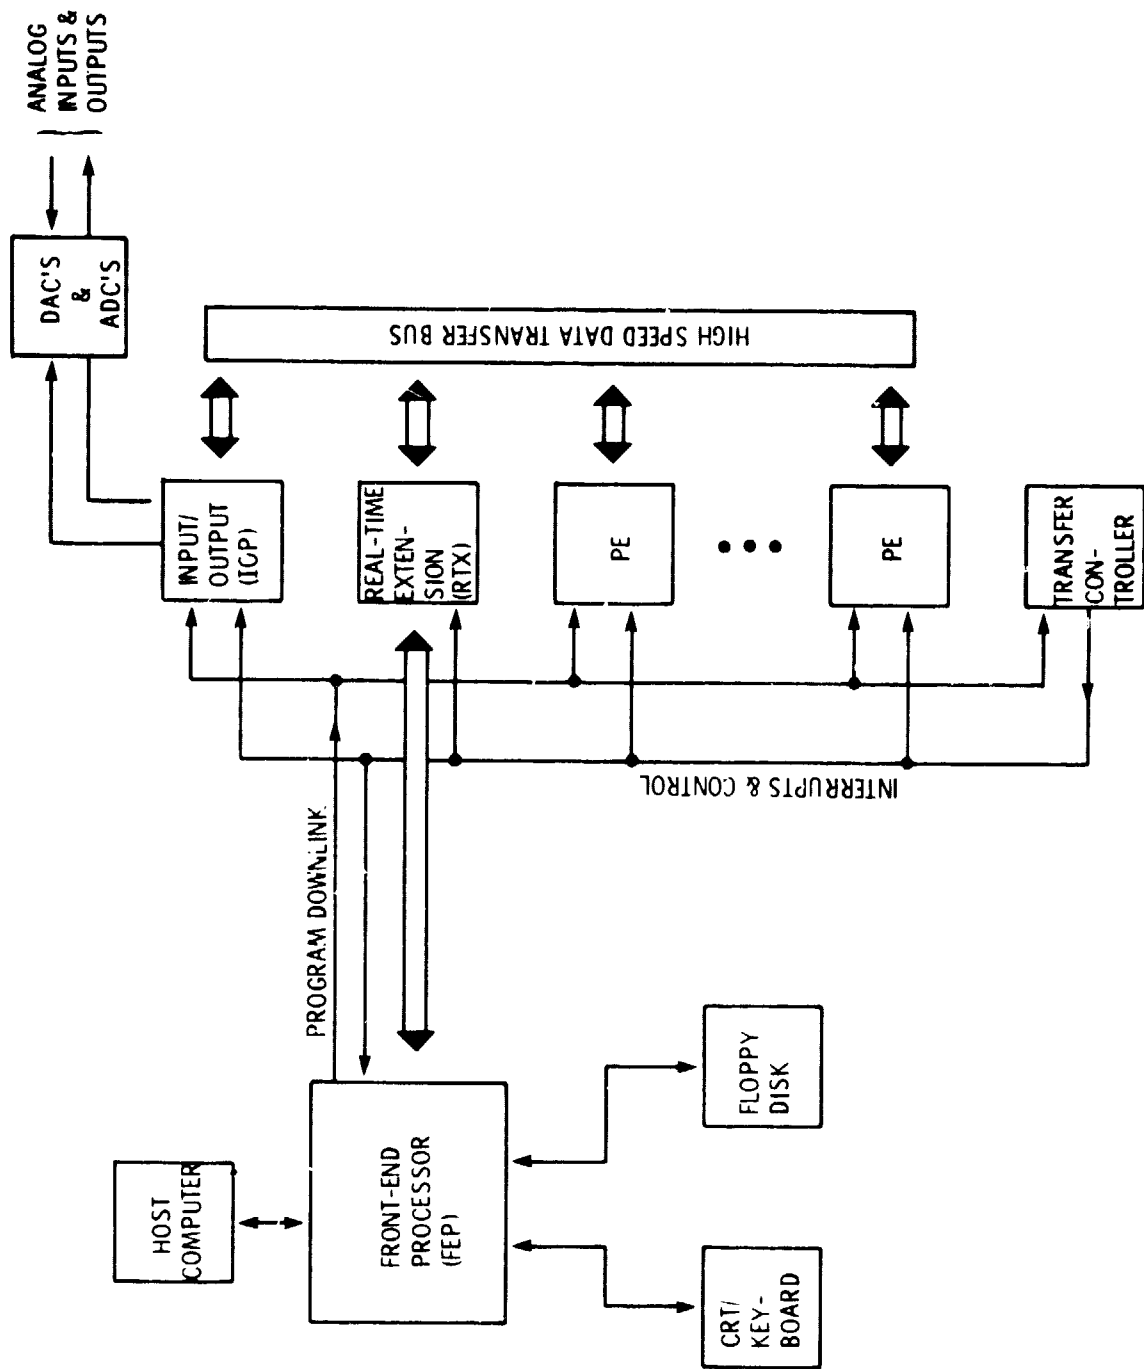 ANALOG
INPUTS &
OUTPUTS
DAC'S
&
ADC'S
HIGH SPEED DATA TRANSFER BUS
INPUT/
OUTPUT
(IOP)
REAL-TIME
EXTEN-
SION
(RTX)
PE
PE
TRANSFER
CON-
TROLLER
PROGRAM DOWNLINK
INTERRUPTS & CONTROL
HOST
COMPUTER
FRONT-END
PROCESSOR
(FEP)
FLOPPY
DISK
CRT/
KEY-
BOARD